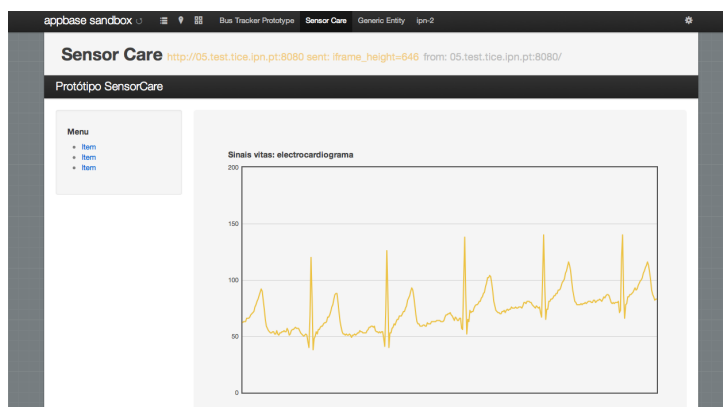 appbase sandbox Bus Tracker Prototype Sensor Care Generic Entity ipn-2
Sensor Care http://05.test.tice.ipn.pt:8080 sent: iframe_height=646 from: 05.test.tice.ipn.pt:8080/
Protótipo SensorCare
Menu
Item
Item
Item
Sinais vitas: electrocardiograma
200
150
100
50
0